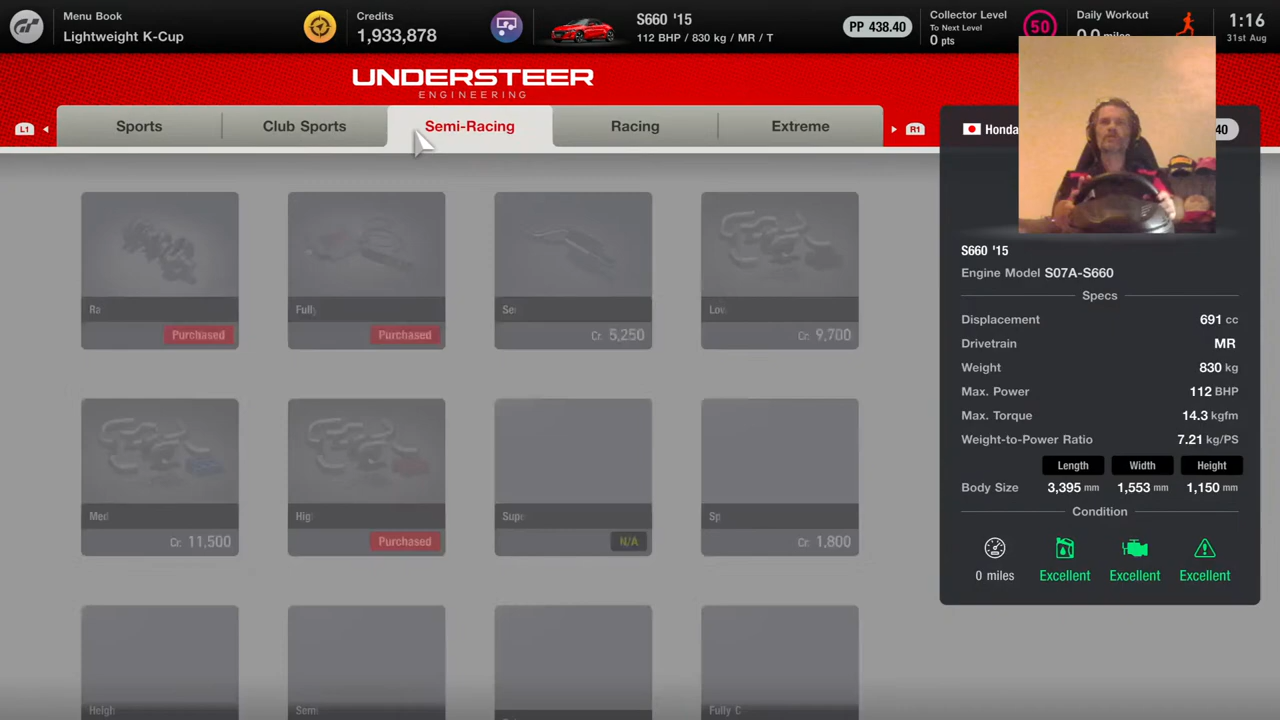 Menu Book
Lightweight K-Cup
Credits
1,933,878
S660 '15
112 BHP / 830 kg / MR / T
PP 438.40
Collector Level
To Next Level
0 pts
50
Daily Workout
0.0 miles
1:16
31st Aug
UNDERSTEER
ENGINEERING
L1
Sports
Club Sports
Semi-Racing
Racing
Extreme
R1
Honda
40
Ra
Purchased
Fully
Purchased
Se
Cr. 5,250
Low
Cr. 9,700
Med
Cr. 11,500
Hig
Purchased
Supe
N/A
Sp
Cr. 1,800
Heigh
Semi
Fully C
S660 '15
Engine Model S07A-S660
Specs
Displacement 691 cc
Drivetrain MR
Weight 830 kg
Max. Power 112 BHP
Max. Torque 14.3 kgfm
Weight-to-Power Ratio 7.21 kg/PS
Length Width Height
Body Size 3,395 mm 1,553 mm 1,150 mm
Condition
0 miles Excellent Excellent Excellent